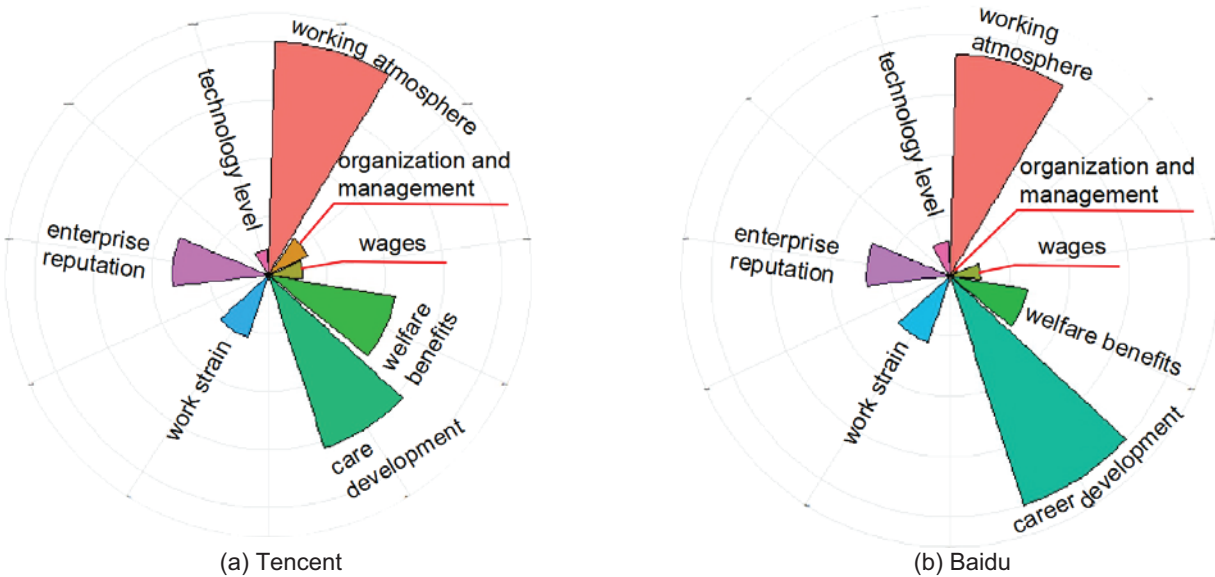 working atmosphere
technology level
organization and
management
wages
enterprise
reputation
welfare
benefits
work strain
care
development
(a) Tencent
working
atmosphere
technology level
organization and
management
wages
enterprise
reputation
welfare benefits
work strain
career development
(b) Baidu